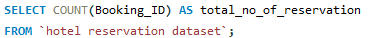 SELECT COUNT(Booking_ID) AS total_no_of_reservation
FROM `hotel reservation dataset`;